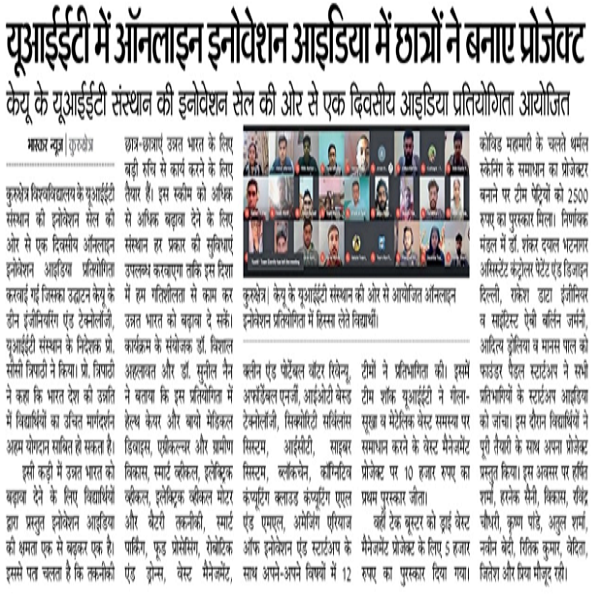 यूआईईटी में ऑनलाइन इनोवेशन आइडिया में छात्रों ने बनाए प्रोजेक्ट
केयू के यूआईईटी संस्थान की इनोवेशन सेल की ओर से एक दिवसीय आइडिया प्रतियोगिता आयोजित
भास्कर न्यूज | कुरुक्षेत्र
कुरुक्षेत्र विश्वविद्यालय के यूआईईटी
संस्थान की इनोवेशन सेल की
ओर से एक दिवसीय ऑनलाइन
इनोवेशन आइडिया प्रतियोगिता
करवाई गई जिसका उद्घाटन केयू के
डीन इंजीनियरिंग एंड टेक्नोलॉजी,
यूआईईटी संस्थान के निदेशक प्रो.
सीसी त्रिपाठी ने किया। प्रो. त्रिपाठी
ने कहा कि भारत देश की उन्नति
में विद्यार्थियों का उचित मार्गदर्शन
अहम योगदान साबित हो सकता है।
इसी कड़ी में उन्नत भारत को
बढ़ावा देने के लिए विद्यार्थियों
द्वारा प्रस्तुत इनोवेशन आइडिया
की क्षमता एक से बढ़कर एक है।
इससे पता चलता है कि तकनीकी
छात्र-छात्राएं उन्नत भारत के लिए
बड़ी रुचि से कार्य करने के लिए
तैयार हैं। इस स्कीम को अधिक
से अधिक बढ़ावा देने के लिए
संस्थान हर प्रकार की सुविधाएं
उपलब्ध करवाएगा ताकि इस दिशा
में हम गतिशीलता से काम कर
उन्नत भारत को बढ़ावा दे सकें।
कार्यक्रम के संयोजक डॉ. विशाल
अहलावत और डॉ. सुनील नैन
ने बताया कि इस प्रतियोगिता में
हेल्थ केयर और बायो मेडिकल
डिवाइस, एग्रीकल्चर और ग्रामीण
विकास, स्मार्ट व्हीकल, इलेक्ट्रिक
व्हीकल, इलेक्ट्रिक व्हीकल मोटर
और बैटरी तकनीकी, स्मार्ट
पार्किंग, फूड प्रोसेसिंग, रोबोटिक
एंड ड्रोन्स, वेस्ट मैनेजमेंट,
कुरुक्षेत्र| केयू के यूआईईटी संस्थान की ओर से आयोजित ऑनलाइन
इनोवेशन प्रतियोगिता में हिस्सा लेते विद्यार्थी।
क्लीन एंड पोर्टेबल वॉटर रिवेन्यू,
अफॉर्डेबल एनर्जी, आईओटी बेस्ड
टेक्नोलॉजी, सिक्योरिटी सर्विलांस
सिस्टम, आईसीटी, साइबर
सिस्टम, ब्लॉकचेन, कॉग्निटिव
कंप्यूटिंग क्लाउड कंप्यूटिंग एएल
एंड एमएल, अमेजिंग एरियाज
ऑफ इनोवेशन एंड स्टार्टअप के
साथ अपने-अपने विषयों में 12
टीमों ने प्रतिभागिता की। इसमें
टीम शॉक यूआईईटी ने गीला-
सूखा व मेटेलिक वेस्ट समस्या पर
समाधान करने के वेस्ट मैनेजमेंट
प्रोजेक्ट पर 10 हजार रुपए का
प्रथम पुरस्कार जीता।
वहीं टेक बूस्टर को ड्राई वेस्ट
मैनेजमेंट प्रोजेक्ट के लिए 5 हजार
रुपए का पुरस्कार दिया गया।
कोविड महामारी के चलते थर्मल
स्कैनिंग के समाधान का प्रोजेक्टर
बनाने पर टीम पेट्रियों को 2500
रुपए का पुरस्कार मिला। निर्णायक
मंडल में डॉ. शंकर दयाल भटनागर
असिस्टेंट कंट्रोलर पेटेंट एंड डिजाइन
दिल्ली, राकेश डाटा इंजीनियर
व साइंटिस्ट ऐबी बर्लिन जर्मनी,
आदित्य ड्रोलिया व मानस पाल को
फाउंडर पैडल स्टार्टअप ने सभी
प्रतिभागियों के स्टार्टअप आइडिया
को जांचा। इस दौरान विद्यार्थियों ने
पूरी तैयारी के साथ अपना प्रोजेक्ट
प्रस्तुत किया। इस अवसर पर हर्षित
शर्मा, हरनेक सैनी, विकास, रविंद्र
चौधरी, कृष्ण पांडे, अतुल शर्मा,
नवीन बेदी, रितिक कुमार, वेदिता,
जितेश और प्रिया मौजूद रही।